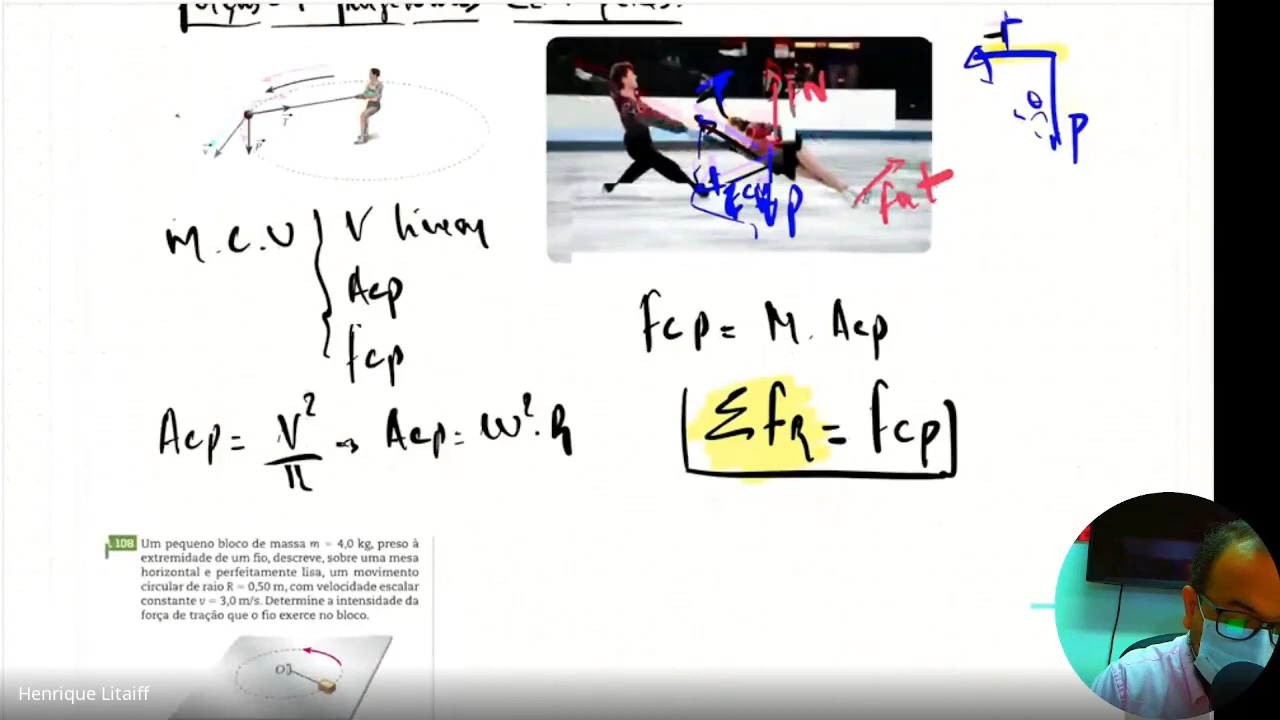 T
P
T
N
T
P
fat
Fcp
P
θ
M.C.U { V linear
Acp
Fcp
Fcp = M. Acp
Acp = V²/R → Acp = ω². R
Σ FR = Fcp
108 Um pequeno bloco de massa m = 4,0 kg, preso à
extremidade de um fio, descreve, sobre uma mesa
horizontal e perfeitamente lisa, um movimento
circular de raio R = 0,50 m, com velocidade escalar
constante v = 3,0 m/s. Determine a intensidade da
força de tração que o fio exerce no bloco.
O
Henrique Litaiff